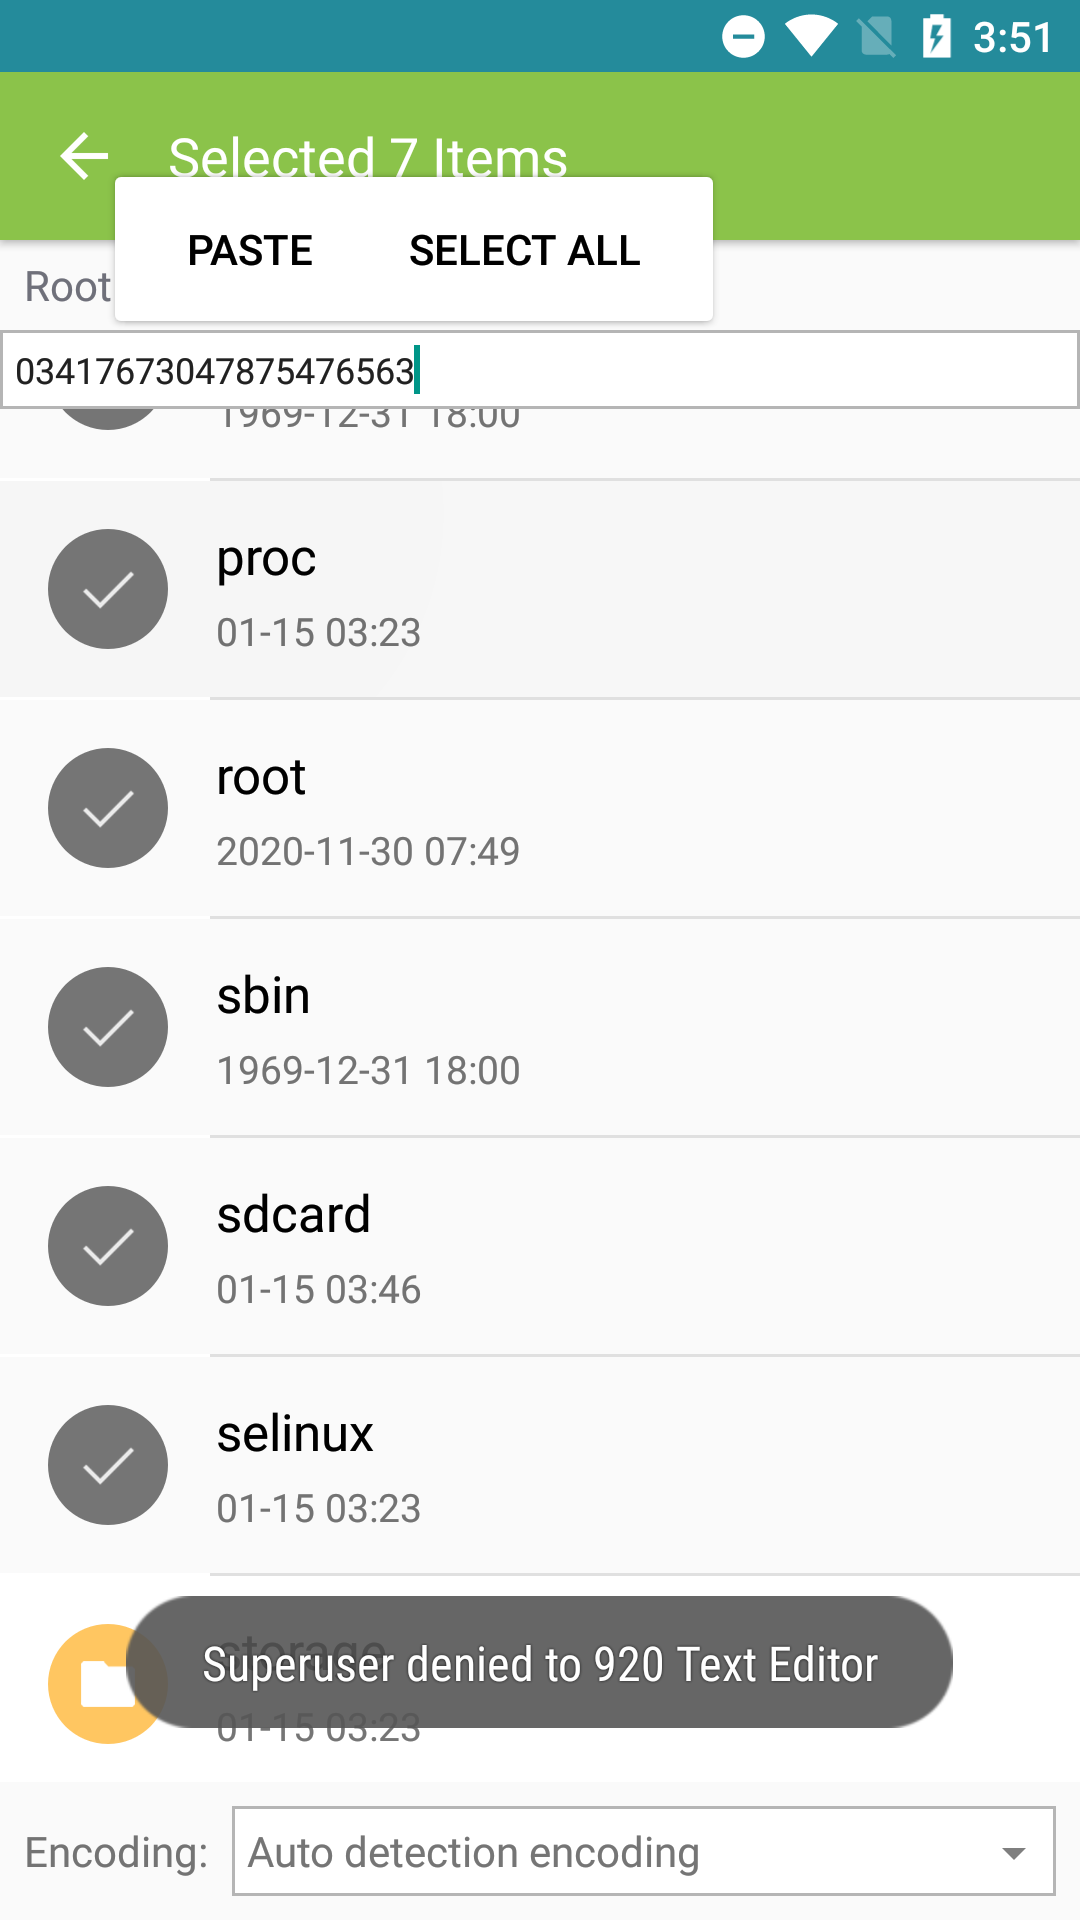 3:51
Selected 7 Items
PASTE SELECT ALL
Root
03417673047875476563
1969-12-31 18:00
proc
01-15 03:23
root
2020-11-30 07:49
sbin
1969-12-31 18:00
sdcard
01-15 03:46
selinux
01-15 03:23
storage
Superuser denied to 920 Text Editor
01-15 03:23
Encoding: Auto detection encoding